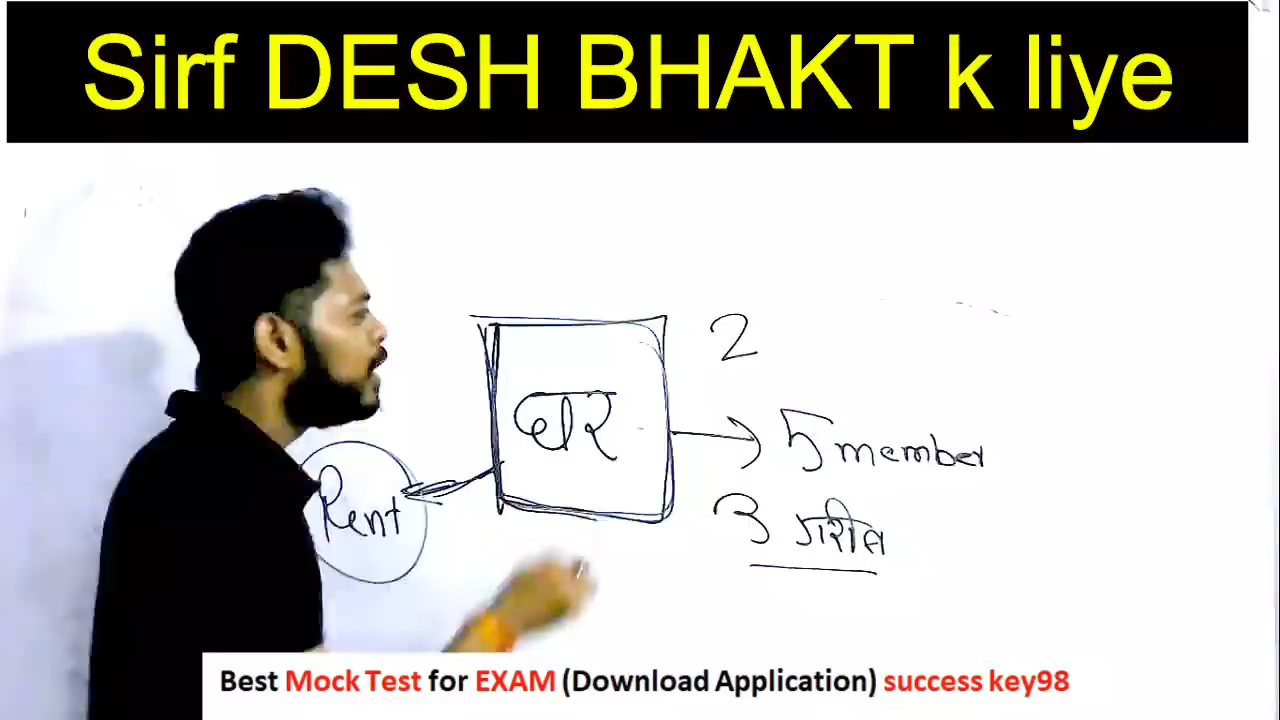 Sirf DESH BHAKT k liye
2
घर
5 member
Rent
3 गरीब
Best Mock Test for EXAM (Download Application) success key98